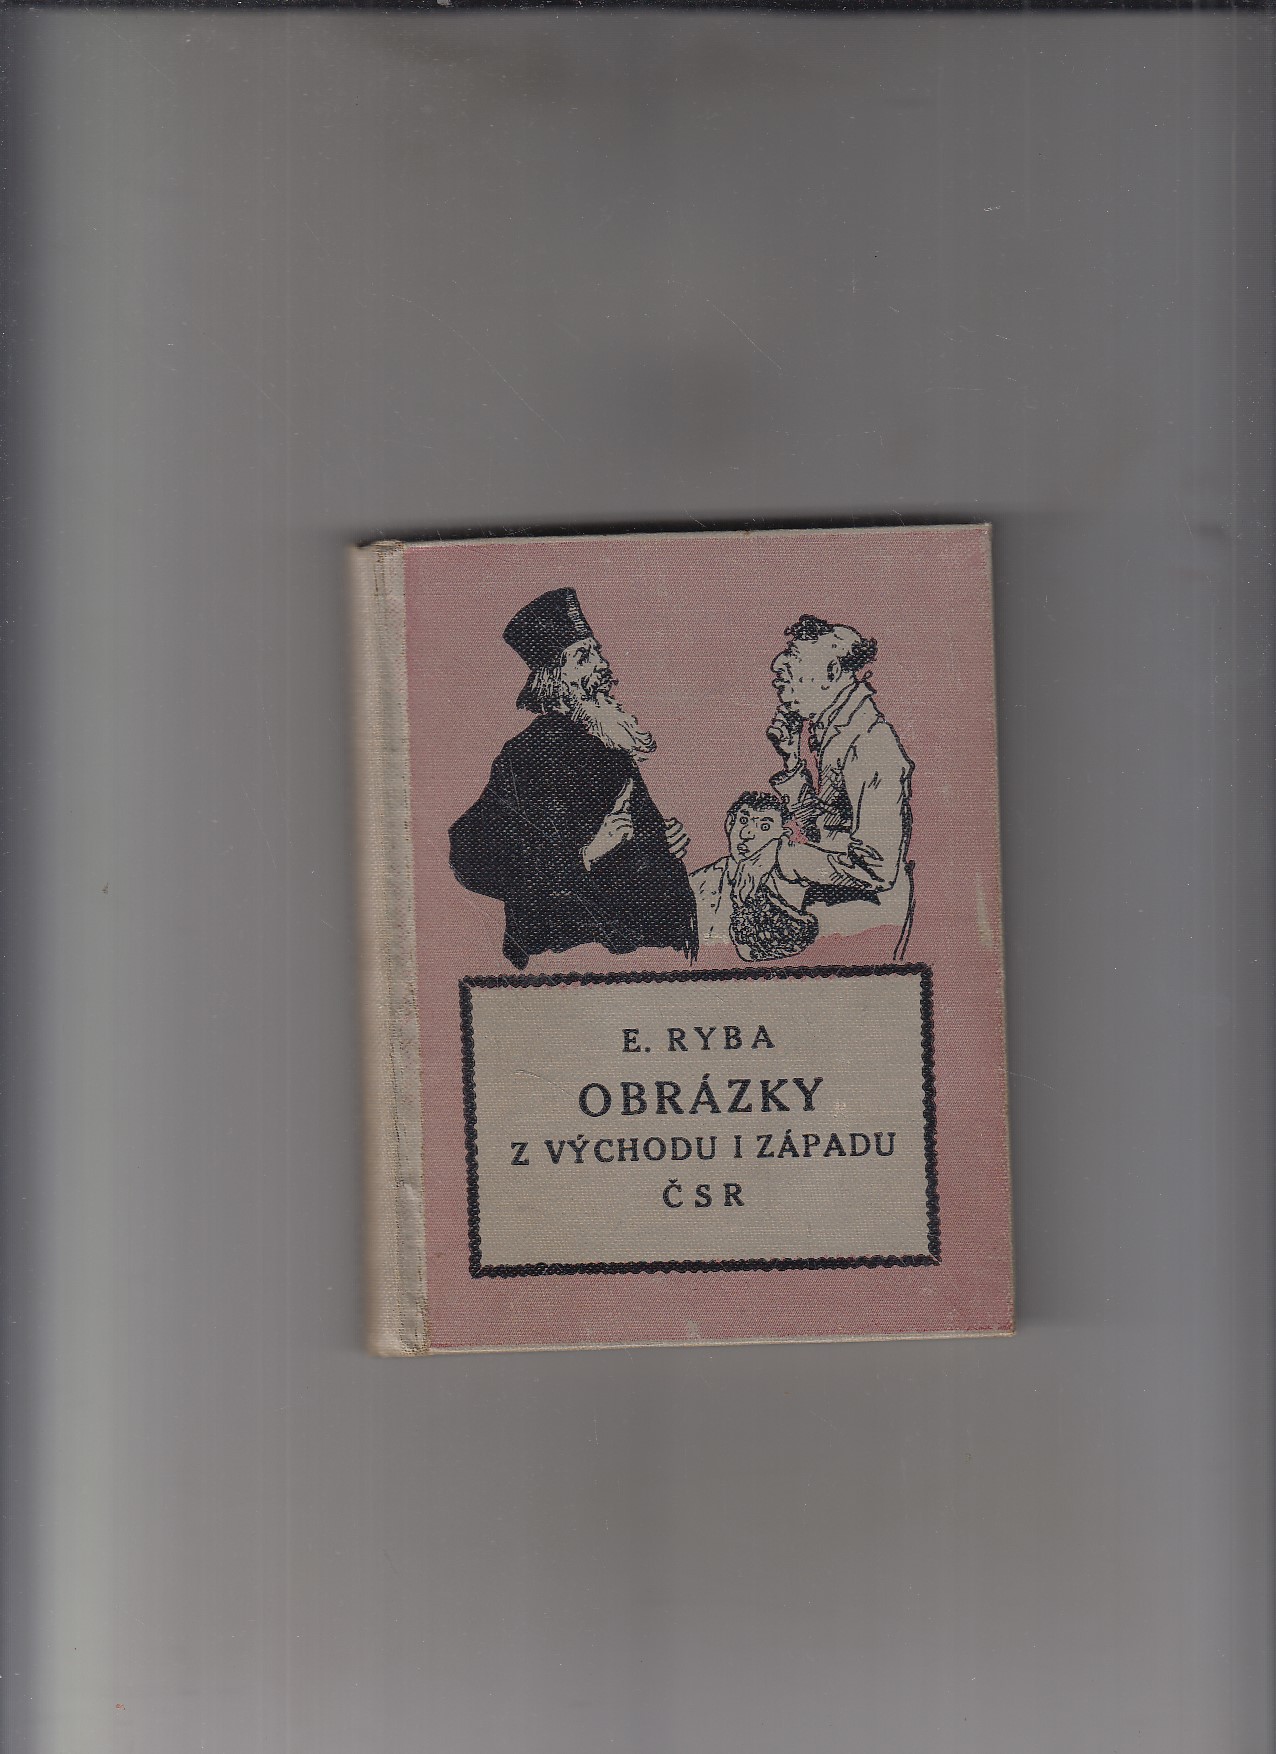 E. RYBA
OBRÁZKY
Z VÝCHODU I ZÁPADU
ČSR